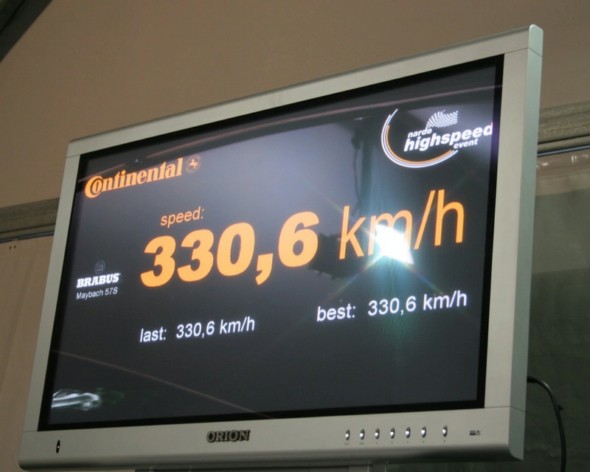 Continental
nardo
highspeed
event
speed:
330,6 km/h
BRABUS
Maybach 57S
last: 330,6 km/h
best: 330,6 km/h
ORION